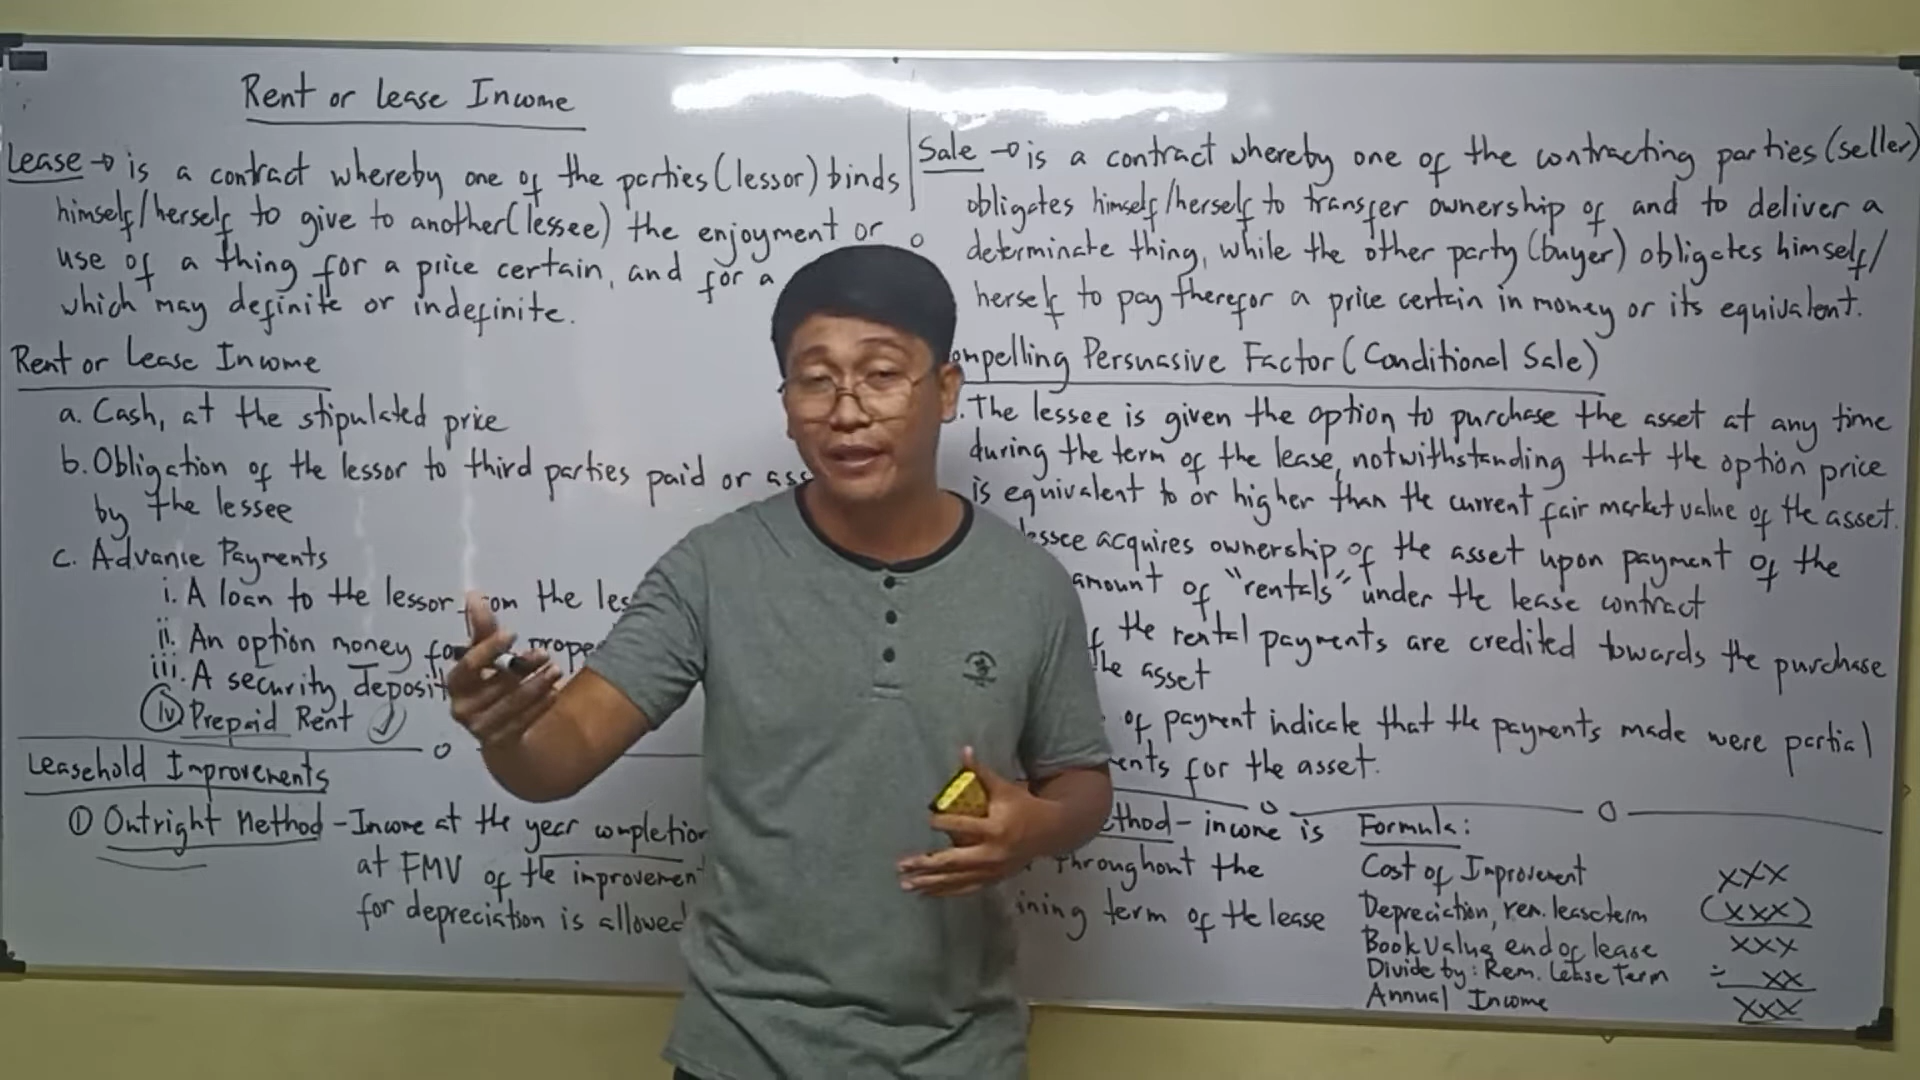 Rent or Lease Income
Lease → is a contract whereby one of the parties (lessor) binds
himself/herself to give to another (lessee) the enjoyment or
use of a thing for a price certain, and for a
which may definite or indefinite.
Rent or Lease Income
a. Cash, at the stipulated price
b. Obligation of the lessor to third parties paid or
by the lessee
c. Advance Payments
i. A loan to the lessor from the
ii. An option money
iii. A security Deposit
iv Prepaid Rent
Leasehold Improvements
① Outright Method - Income at the year completion
at FMV of the improvement
for depreciation is allowed
Sale → is a contract whereby one of the contracting parties (seller)
obligates himself/herself to transfer ownership of and to deliver a
determinate thing, while the other party (buyer) obligates himself/
herself to pay therefor a price certain in money or its equivalent.
Persuasive Factor (Conditional Sale)
The lessee is given the option to purchase the asset at any time
during the term of the lease, notwithstanding that the option price
is equivalent to or higher than the current fair market value of the asset.
acquires ownership of the asset upon payment of the
amount of "rentals" under the lease contract
the rental payments are credited towards the purchase
the asset
of payment indicate that the payments made were partial
for the asset.
- income is
throughout the
term of the lease
Formula:
Cost of Improvement xxx
Depreciation, rem. lease term (xxx)
Book Value, end of lease xxx
Divide by: Rem. Lease Term ÷ xx
Annual Income xxx